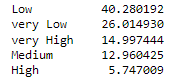 Low 40.280192
very Low 26.014930
very High 14.997444
Medium 12.960425
High 5.747009